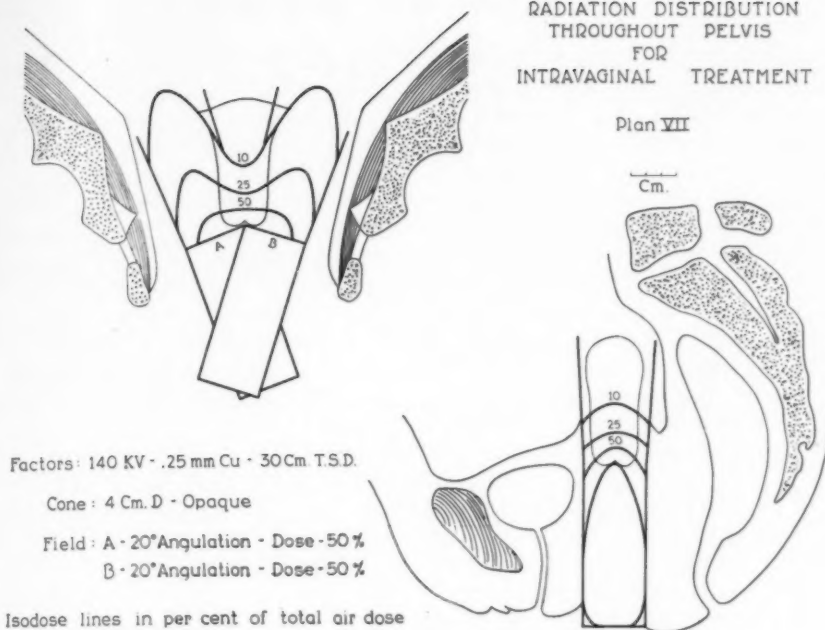 RADIATION DISTRIBUTION
THROUGHOUT PELVIS
FOR
INTRAVAGINAL TREATMENT
Plan VII
Cm.
10
25
50
A B
10
25
50
Factors: 140 KV - .25 mm Cu - 30 Cm. T.S.D.
Cone: 4 Cm. D - Opaque
Field: A - 20° Angulation - Dose - 50 %
B - 20° Angulation - Dose - 50 %
Isodose lines in per cent of total air dose